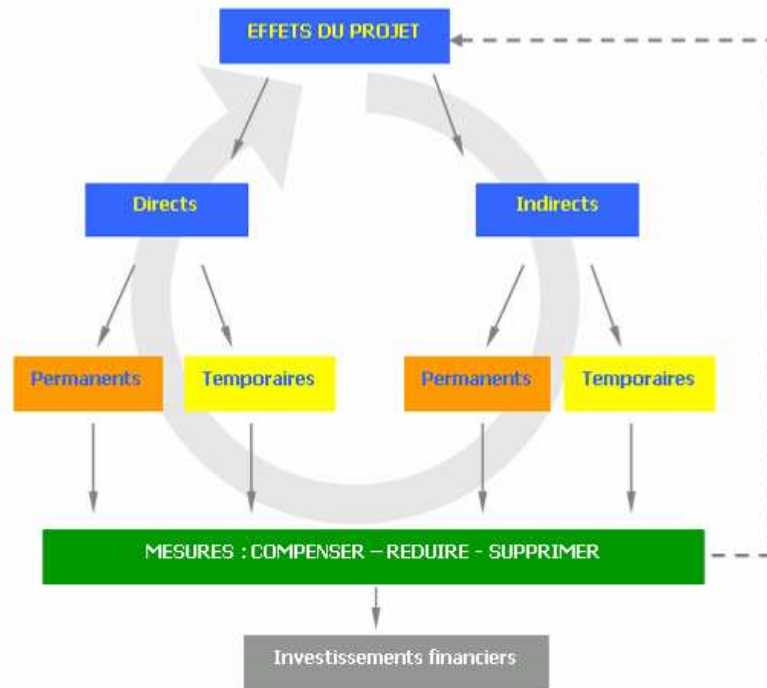 EFFETS DU PROJET
Directs
Indirects
Permanents
Temporaires
Permanents
Temporaires
MESURES : COMPENSER – REDUIRE - SUPPRIMER
Investissements financiers